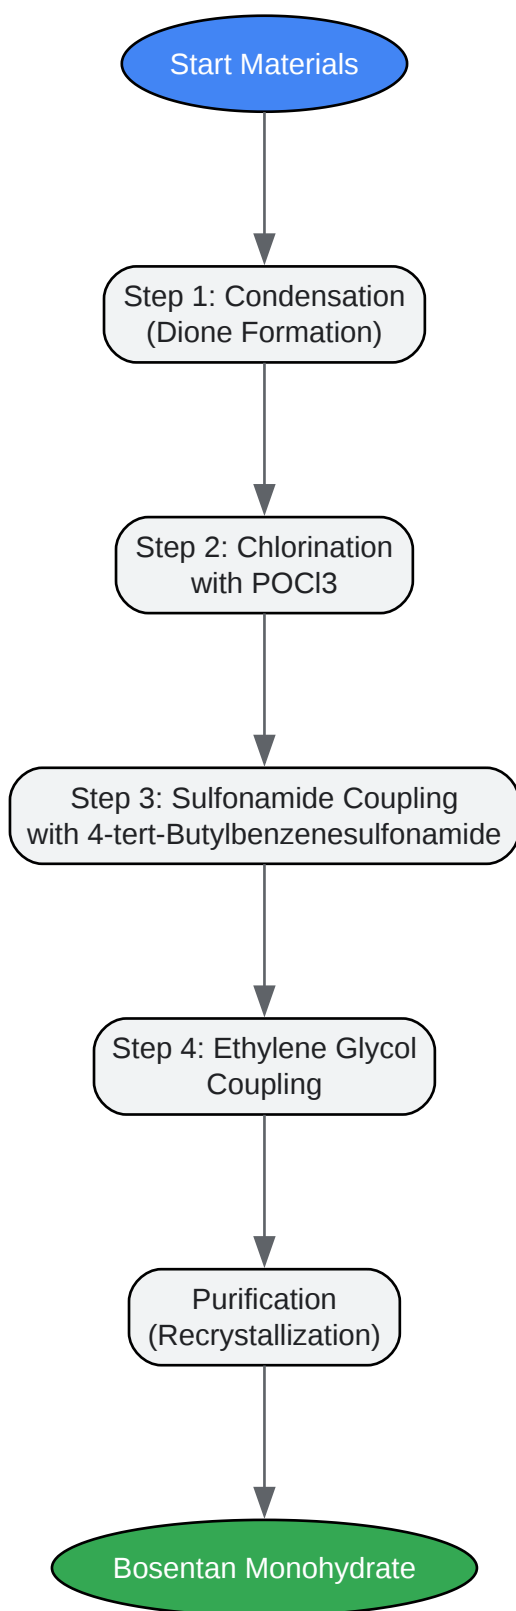 Start Materials
Step 1: Condensation
(Dione Formation)
Step 2: Chlorination
with POCl3
Step 3: Sulfonamide Coupling
with 4-tert-Butylbenzenesulfonamide
Step 4: Ethylene Glycol
Coupling
Purification
(Recrystallization)
Bosentan Monohydrate